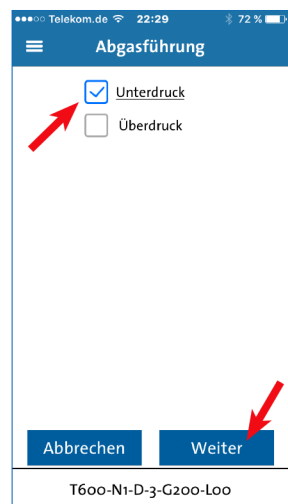 Telekom.de 22:29 72 %
Abgasführung
Unterdruck
Überdruck
Abbrechen Weiter
T600-N1-D-3-G200-L00